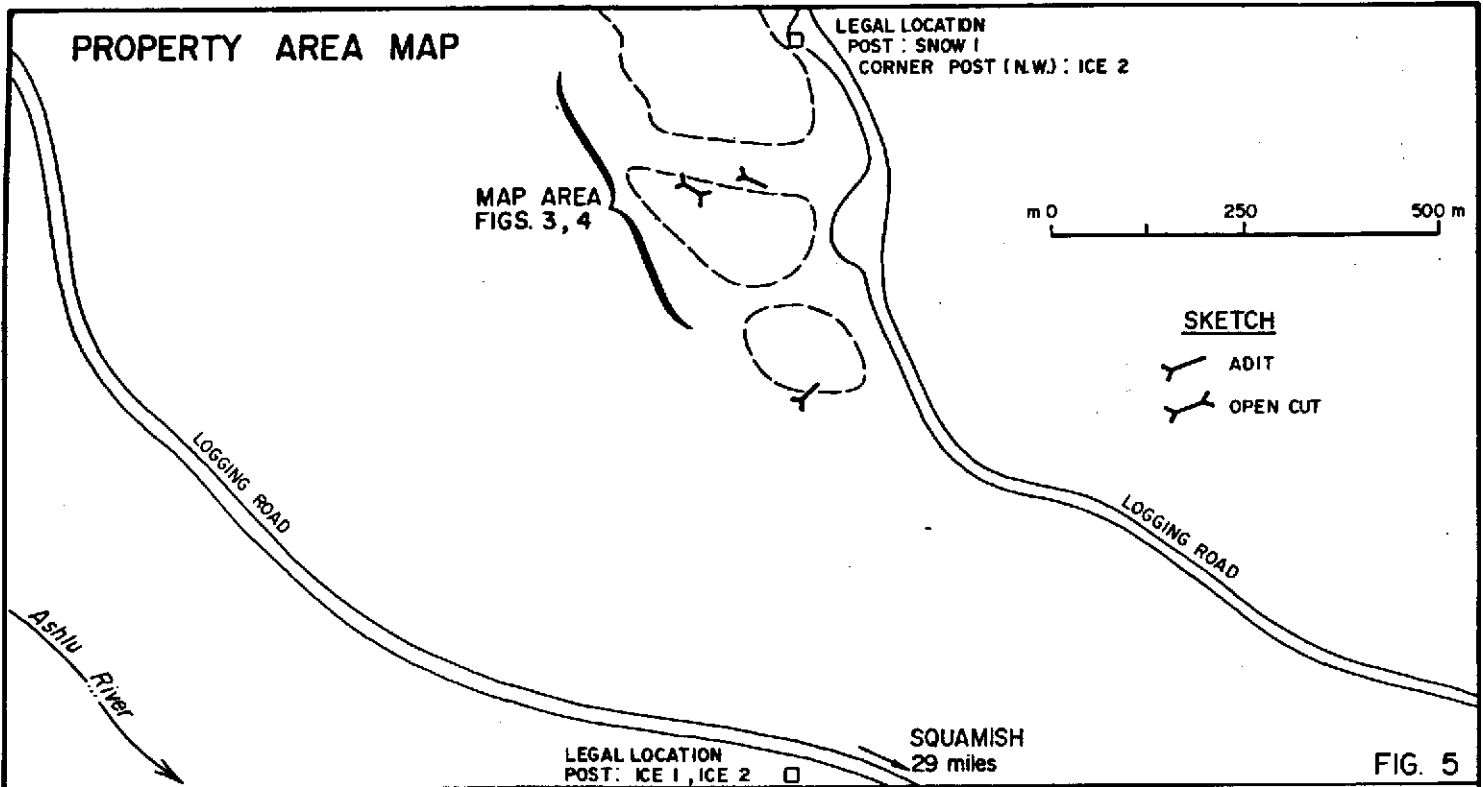 PROPERTY AREA MAP
LEGAL LOCATION
POST : SNOW 1
CORNER POST (N.W.) : ICE 2
MAP AREA
FIGS. 3, 4
m 0 250 500 m
SKETCH
ADIT
OPEN CUT
LOGGING ROAD
LOGGING ROAD
Ashlu River
SQUAMISH
29 miles
LEGAL LOCATION
POST : ICE 1, ICE 2
FIG. 5